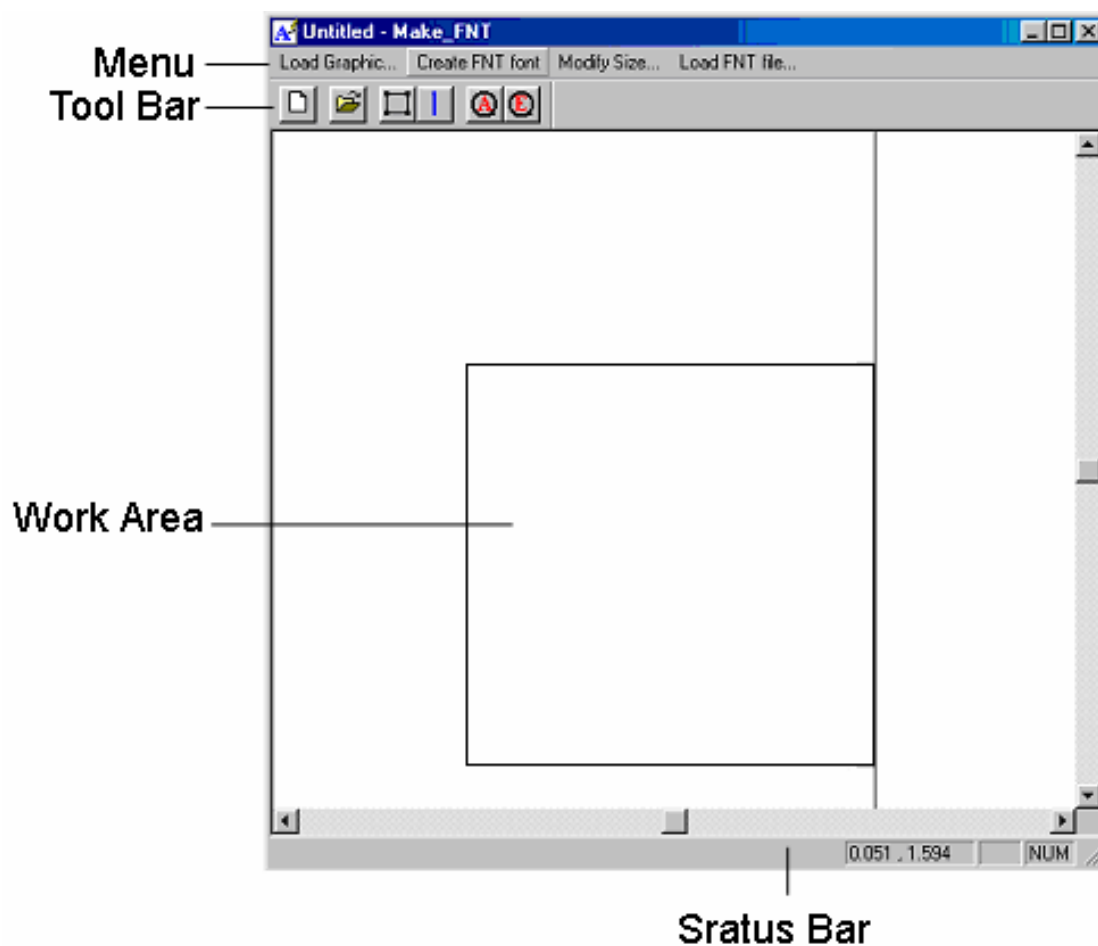 Untitled - Make_FNT
Menu
Load Graphic... Create FNT font Modify Size... Load FNT file...
Tool Bar
A E
Work Area
0.051 , 1.594 NUM
Sratus Bar